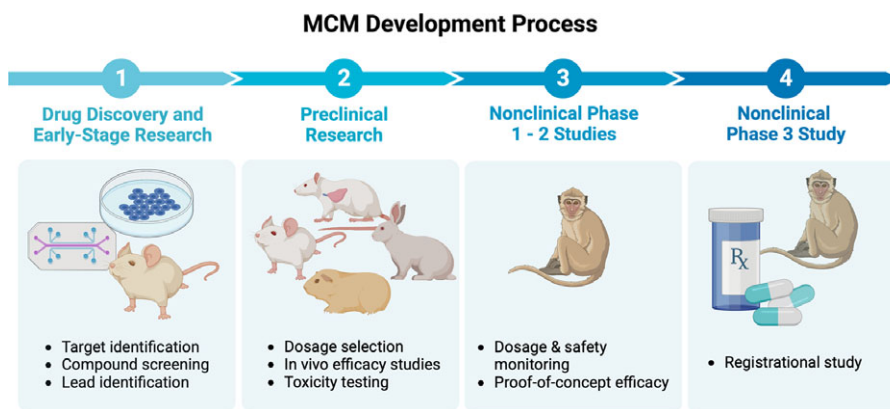 MCM Development Process
1
2
3
4
Drug Discovery and
Early-Stage Research
Preclinical
Research
Nonclinical Phase
1 - 2 Studies
Nonclinical
Phase 3 Study
Rx
• Target identification
• Compound screening
• Lead identification
• Dosage selection
• In vivo efficacy studies
• Toxicity testing
• Dosage & safety
monitoring
• Proof-of-concept efficacy
• Registrational study